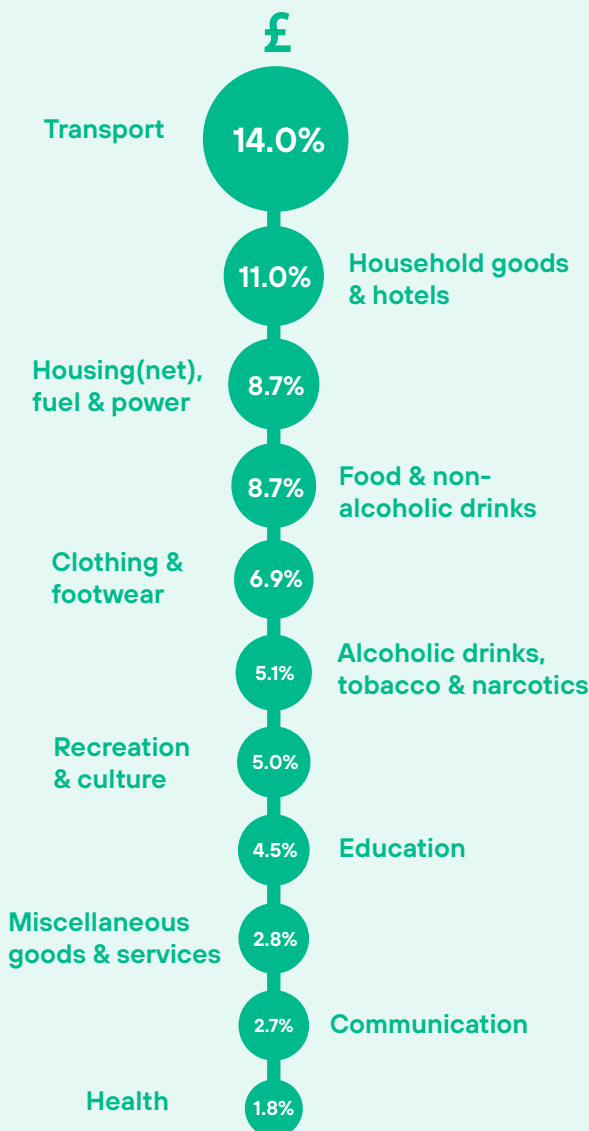 £
Transport
14.0%
11.0%
Household goods
& hotels
Housing(net),
fuel & power
8.7%
8.7%
Food & non-
alcoholic drinks
Clothing &
footwear
6.9%
5.1%
Alcoholic drinks,
tobacco & narcotics
Recreation
& culture
5.0%
4.5%
Education
Miscellaneous
goods & services
2.8%
2.7%
Communication
Health
1.8%